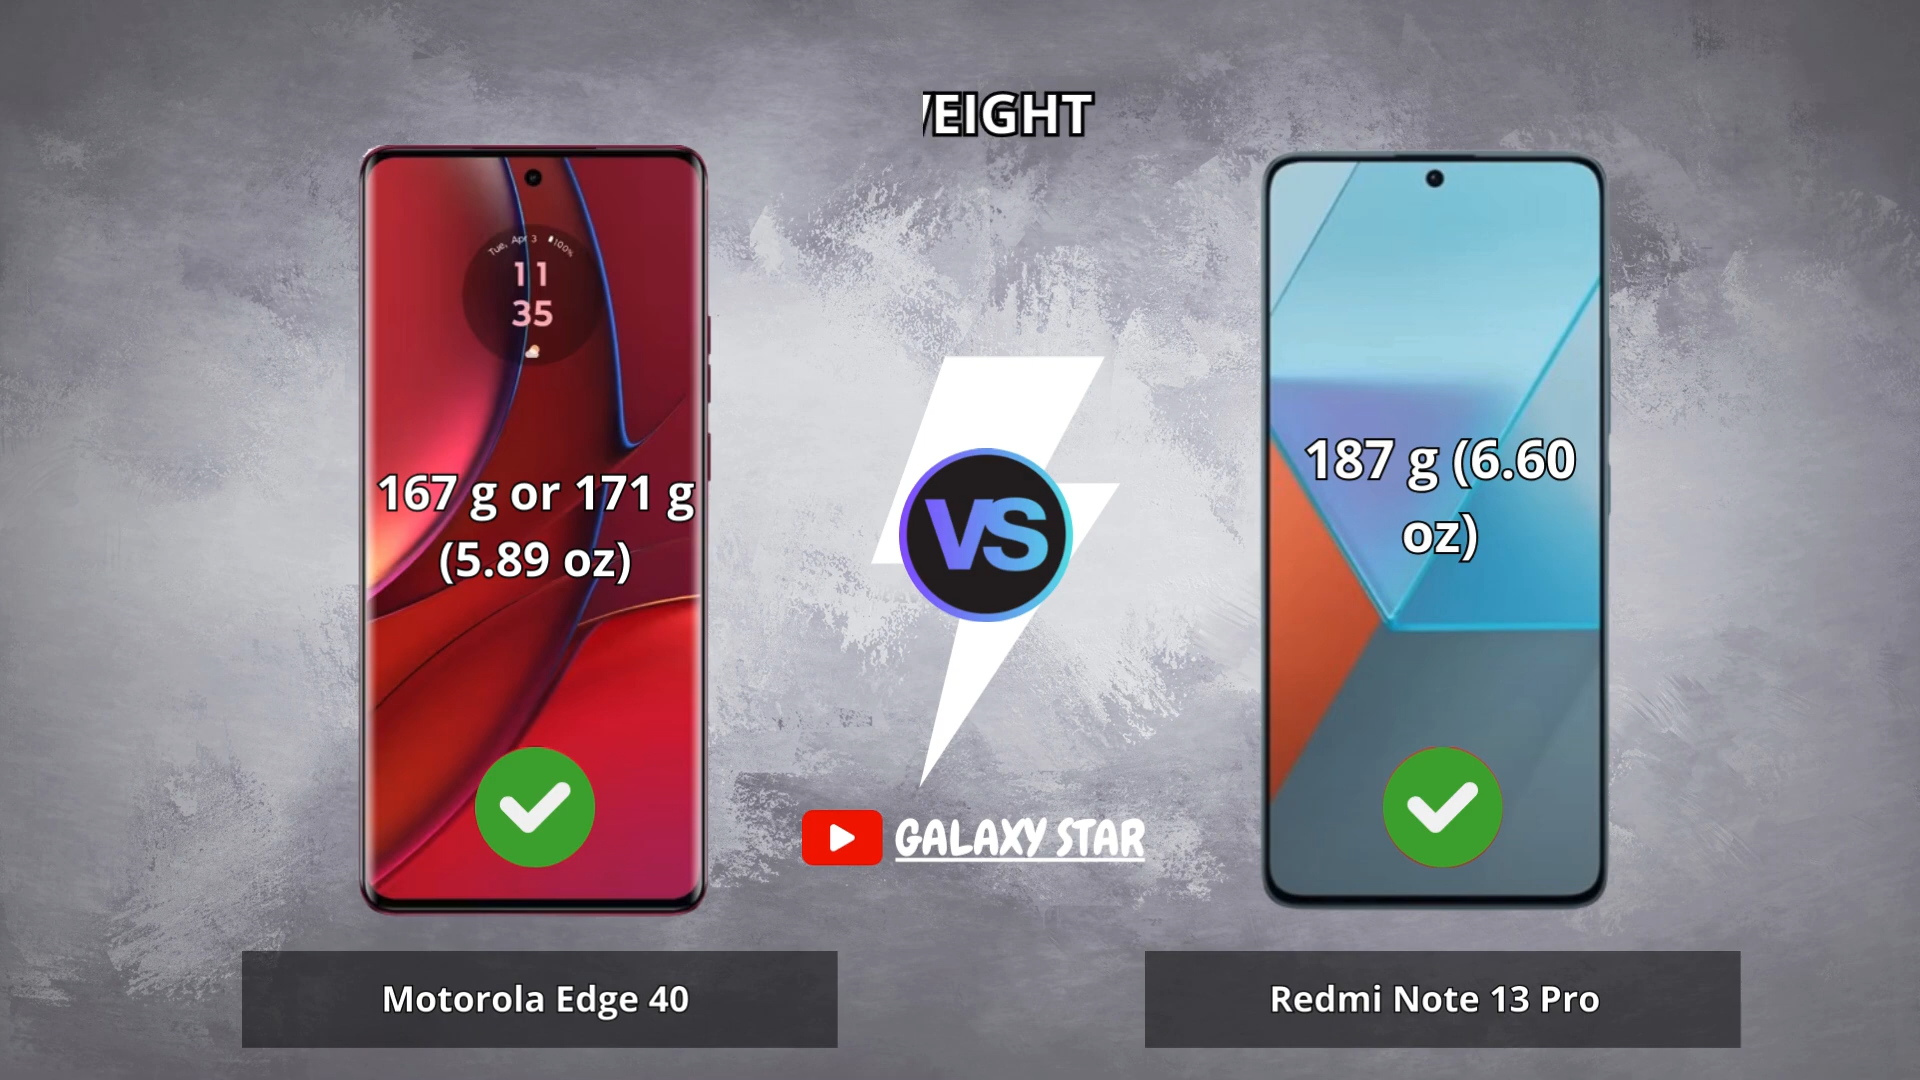 WEIGHT
Tue, Apr 3 100%
11
35
167 g or 171 g
(5.89 oz)
VS
187 g (6.60
oz)
GALAXY STAR
Motorola Edge 40
Redmi Note 13 Pro